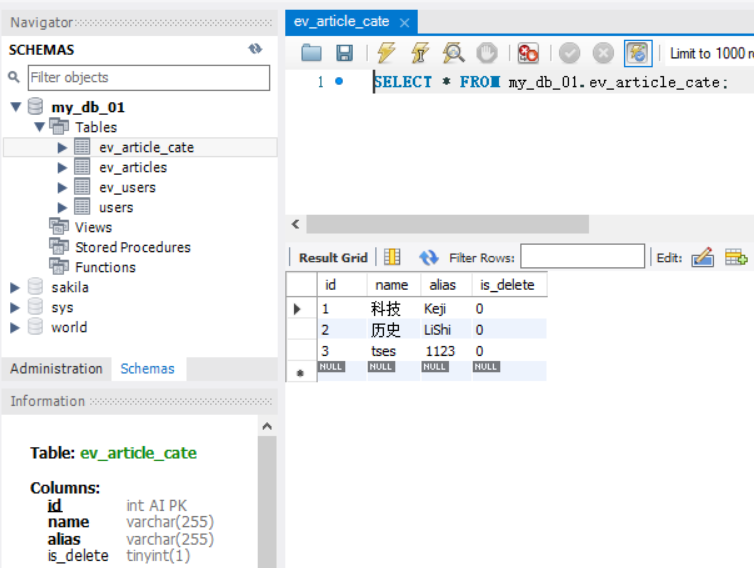 Navigator
SCHEMAS
Filter objects
my_db_01
Tables
ev_article_cate
ev_articles
ev_users
users
Views
Stored Procedures
Functions
sakila
sys
world
Administration Schemas
Information
Table: ev_article_cate
Columns:
id int AI PK
name varchar(255)
alias varchar(255)
is_delete tinyint(1)
ev_article_cate ×
Limit to 1000 r
1 SELECT * FROM my_db_01.ev_article_cate;
Result Grid Filter Rows: Edit:
id name alias is_delete
1 科技 Keji 0
2 历史 LiShi 0
3 tses 1123 0
NULL NULL NULL NULL